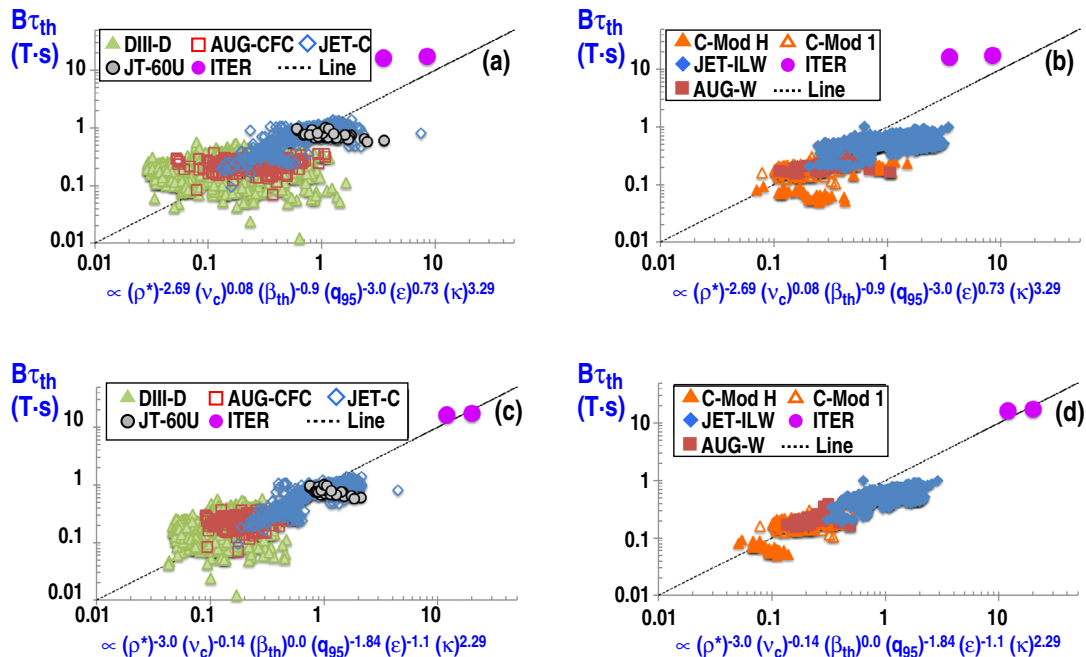 Bτth
(T·s)
DIII-D AUG-CFC JET-C
JT-60U ITER Line
(a)
10
1
0.1
0.01
0.01 0.1 1 10
∝ (ρ*)-2.69 (νc)0.08 (βth)-0.9 (q95)-3.0 (ε)0.73 (κ)3.29
Bτth
(T·s)
C-Mod H C-Mod 1
JET-ILW ITER
AUG-W Line
(b)
10
1
0.1
0.01
0.01 0.1 1 10
∝ (ρ*)-2.69 (νc)0.08 (βth)-0.9 (q95)-3.0 (ε)0.73 (κ)3.29
Bτth
(T·s)
DIII-D AUG-CFC JET-C
JT-60U ITER Line
(c)
10
1
0.1
0.01
0.01 0.1 1 10
∝ (ρ*)-3.0 (νc)-0.14 (βth)0.0 (q95)-1.84 (ε)-1.1 (κ)2.29
Bτth
(T·s)
C-Mod H C-Mod 1
JET-ILW ITER
AUG-W Line
(d)
10
1
0.1
0.01
0.01 0.1 1 10
∝ (ρ*)-3.0 (νc)-0.14 (βth)0.0 (q95)-1.84 (ε)-1.1 (κ)2.29